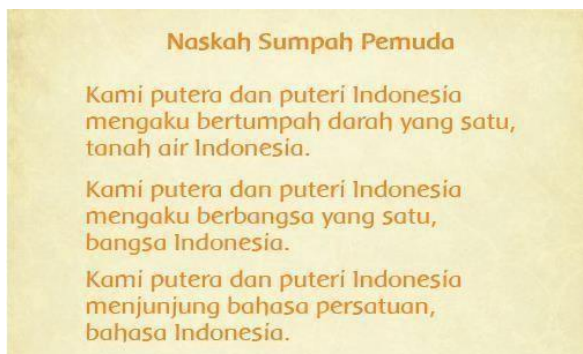 Naskah Sumpah Pemuda
Kami putera dan puteri Indonesia
mengaku bertumpah darah yang satu,
tanah air Indonesia.
Kami putera dan puteri Indonesia
mengaku berbangsa yang satu,
bangsa Indonesia.
Kami putera dan puteri Indonesia
menjunjung bahasa persatuan,
bahasa Indonesia.